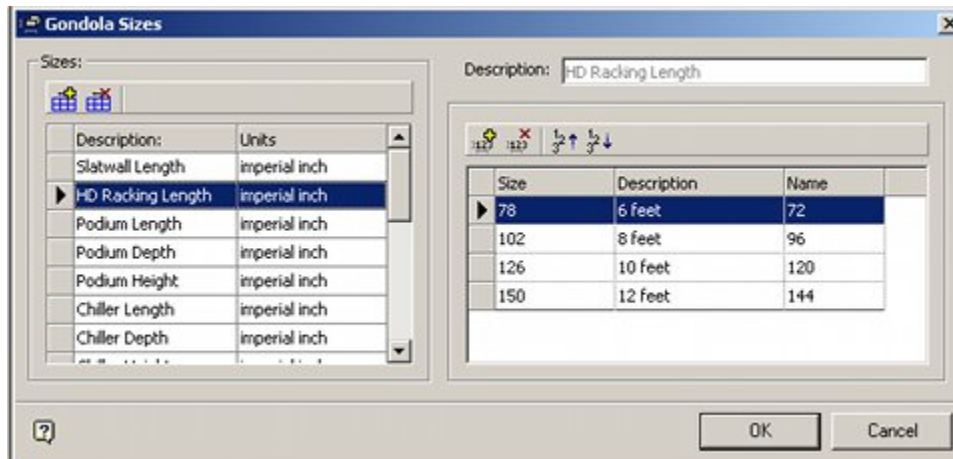 Gondola Sizes
Sizes:
Description: HD Racking Length
Description: Units
Slatwall Length imperial inch
HD Racking Length imperial inch
Podium Length imperial inch
Podium Depth imperial inch
Podium Height imperial inch
Chiller Length imperial inch
Chiller Depth imperial inch
Size Description Name
78 6 feet 72
102 8 feet 96
126 10 feet 120
150 12 feet 144
OK Cancel